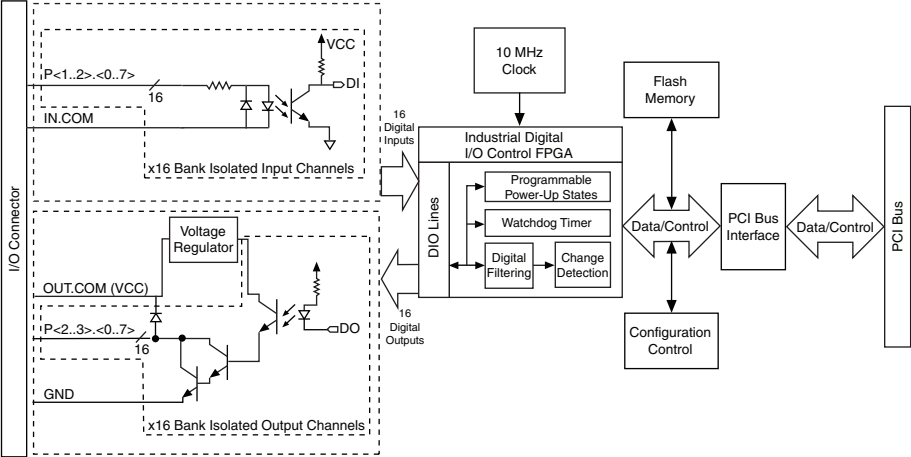 I/O Connector
VCC
P<1..2>.<0..7>
16
DI
IN.COM
x16 Bank Isolated Input Channels
16
Digital
Inputs
Voltage
Regulator
OUT.COM (VCC)
P<2..3>.<0..7>
16
DO
GND
x16 Bank Isolated Output Channels
16
Digital
Outputs
10 MHz
Clock
Industrial Digital
I/O Control FPGA
DIO Lines
Programmable
Power-Up States
Watchdog Timer
Digital
Filtering
Change
Detection
Flash
Memory
Data/Control
Configuration
Control
PCI Bus
Interface
Data/Control
PCI Bus